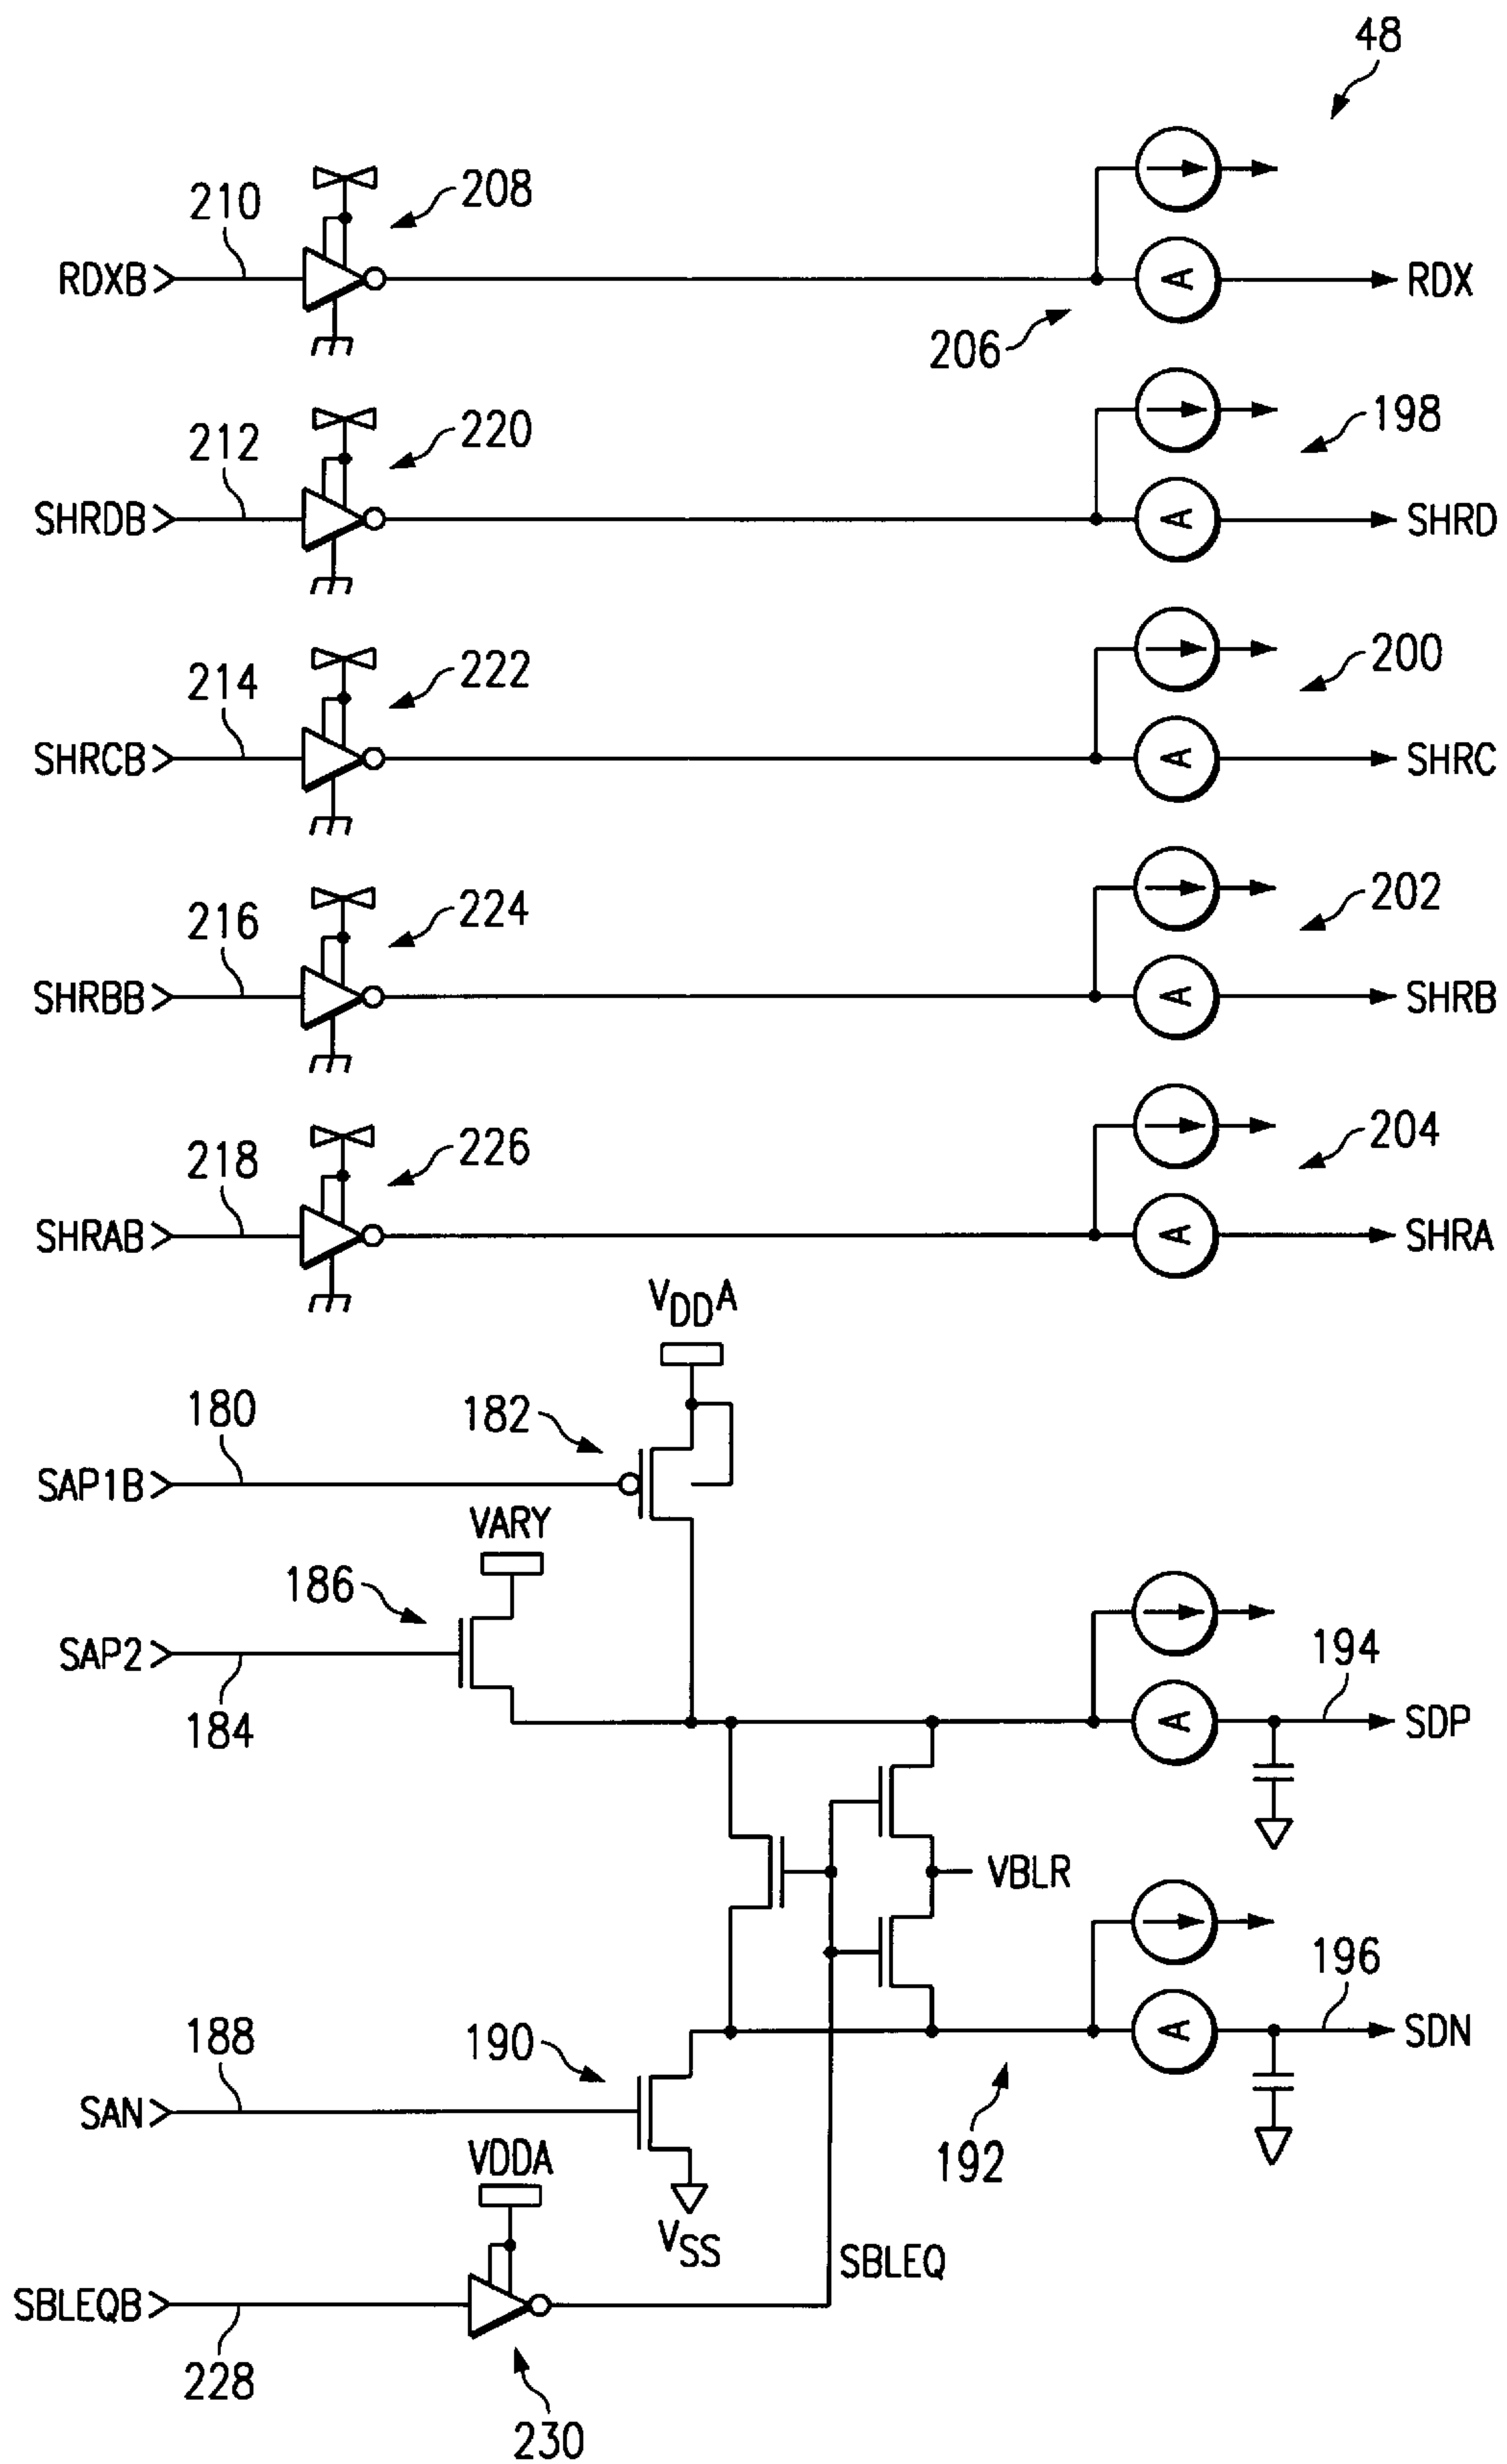 48
210
208
RDXB
RDX
A
206
212
220
198
SHRDB
SHRD
A
214
222
200
SHRCB
SHRC
A
216
224
202
SHRBB
SHRB
A
218
226
204
SHRAB
SHRA
A
VDDA
180
182
SAP1B
VARY
186
SAP2
184
194
SDP
A
VBLR
188
190
196
SDN
A
SAN
192
VDDA
VSS
SBLEQ
SBLEQB
228
230